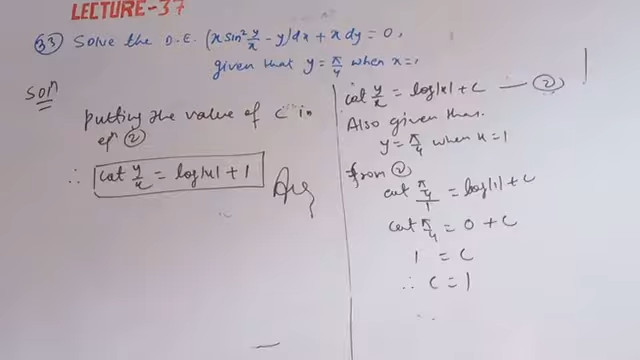 LECTURE-37
33) Solve the D.E. (x sin² y/x - y)dx + x dy = 0,
given that y = π/4 when x=1
Solⁿ
putting the value of C in
eqⁿ ②
∴ cot y/x = log|x| + 1
Ans
cot y/x = log|x| + C — ②
Also given that
y = π/4 when x = 1
from ②
cot π/4/1 = log|1| + C
cot π/4 = 0 + C
1 = C
∴ C = 1